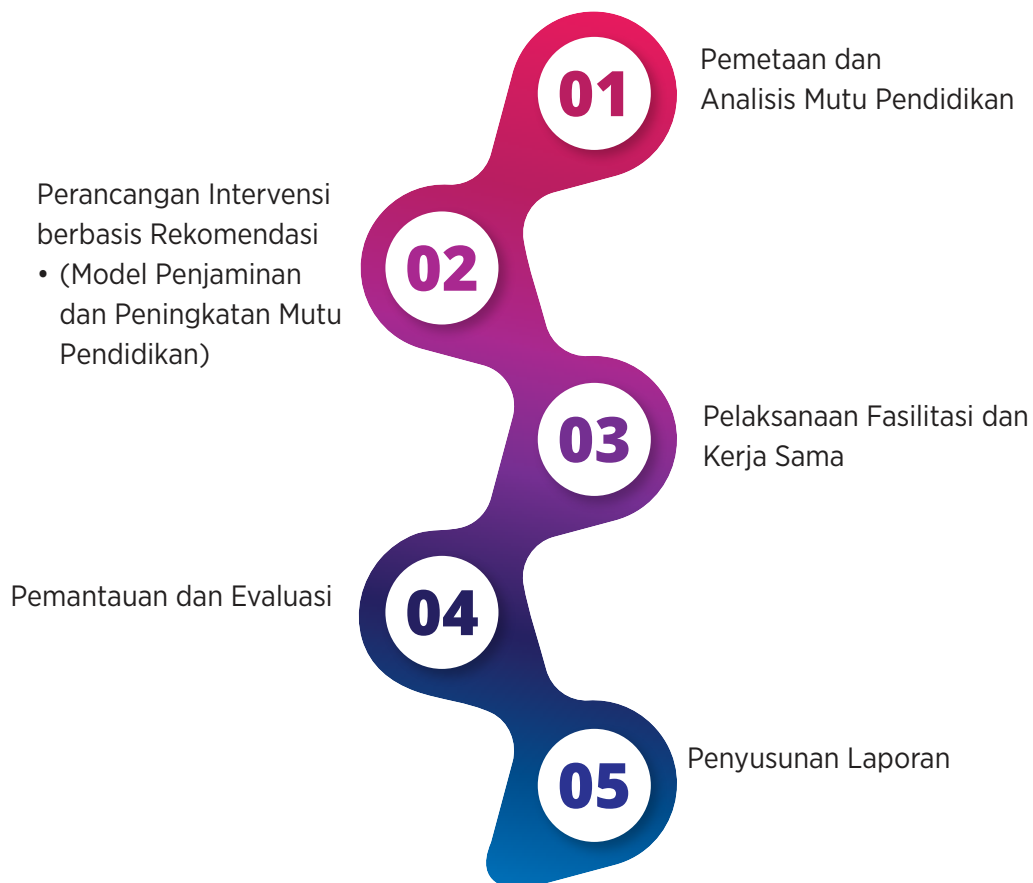 01
Pemetaan dan
Analisis Mutu Pendidikan
Perancangan Intervensi
berbasis Rekomendasi
• (Model Penjaminan
dan Peningkatan Mutu
Pendidikan)
02
03
Pelaksanaan Fasilitasi dan
Kerja Sama
Pemantauan dan Evaluasi
04
05
Penyusunan Laporan